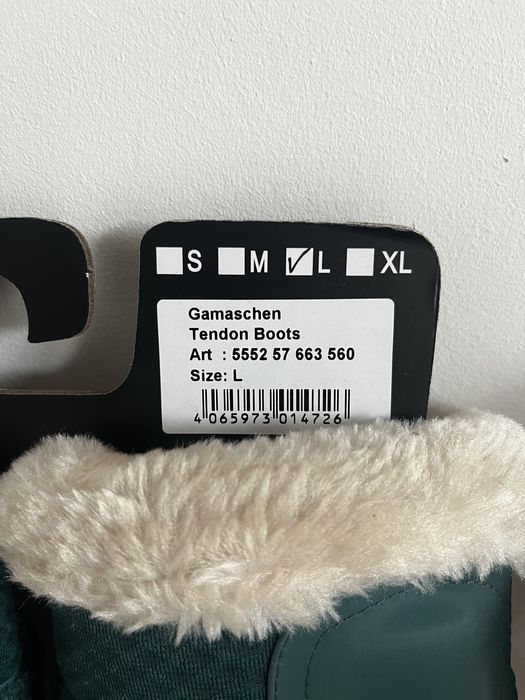 S M L XL
Gamaschen
Tendon Boots
Art : 5552 57 663 560
Size: L
4 065973 014726